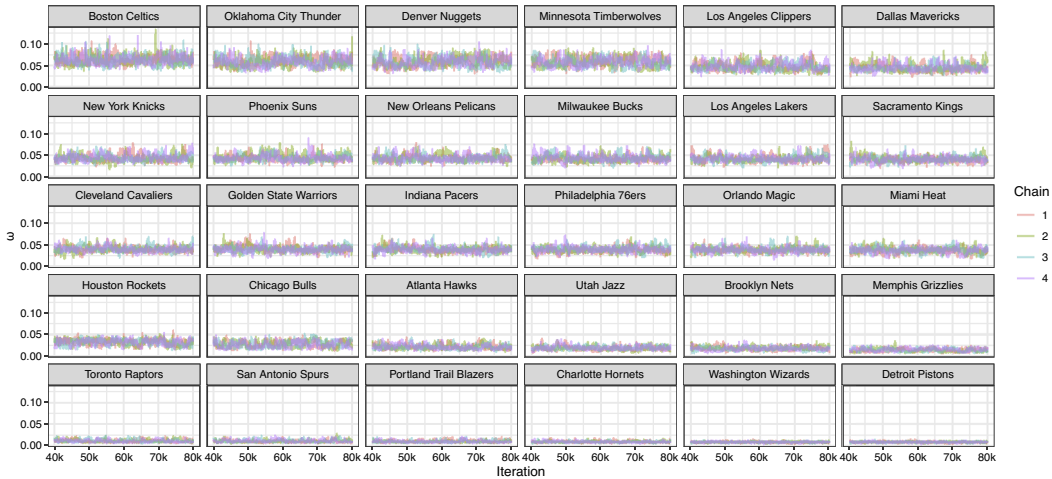 Boston Celtics Oklahoma City Thunder Denver Nuggets Minnesota Timberwolves Los Angeles Clippers Dallas Mavericks
0.10
0.05
0.00
New York Knicks Phoenix Suns New Orleans Pelicans Milwaukee Bucks Los Angeles Lakers Sacramento Kings
0.10
0.05
0.00
Cleveland Cavaliers Golden State Warriors Indiana Pacers Philadelphia 76ers Orlando Magic Miami Heat
0.10
0.05
0.00
ω
Chain
1
2
3
4
Houston Rockets Chicago Bulls Atlanta Hawks Utah Jazz Brooklyn Nets Memphis Grizzlies
0.10
0.05
0.00
Toronto Raptors San Antonio Spurs Portland Trail Blazers Charlotte Hornets Washington Wizards Detroit Pistons
0.10
0.05
0.00
40k 50k 60k 70k 80k 40k 50k 60k 70k 80k 40k 50k 60k 70k 80k 40k 50k 60k 70k 80k 40k 50k 60k 70k 80k 40k 50k 60k 70k 80k
Iteration